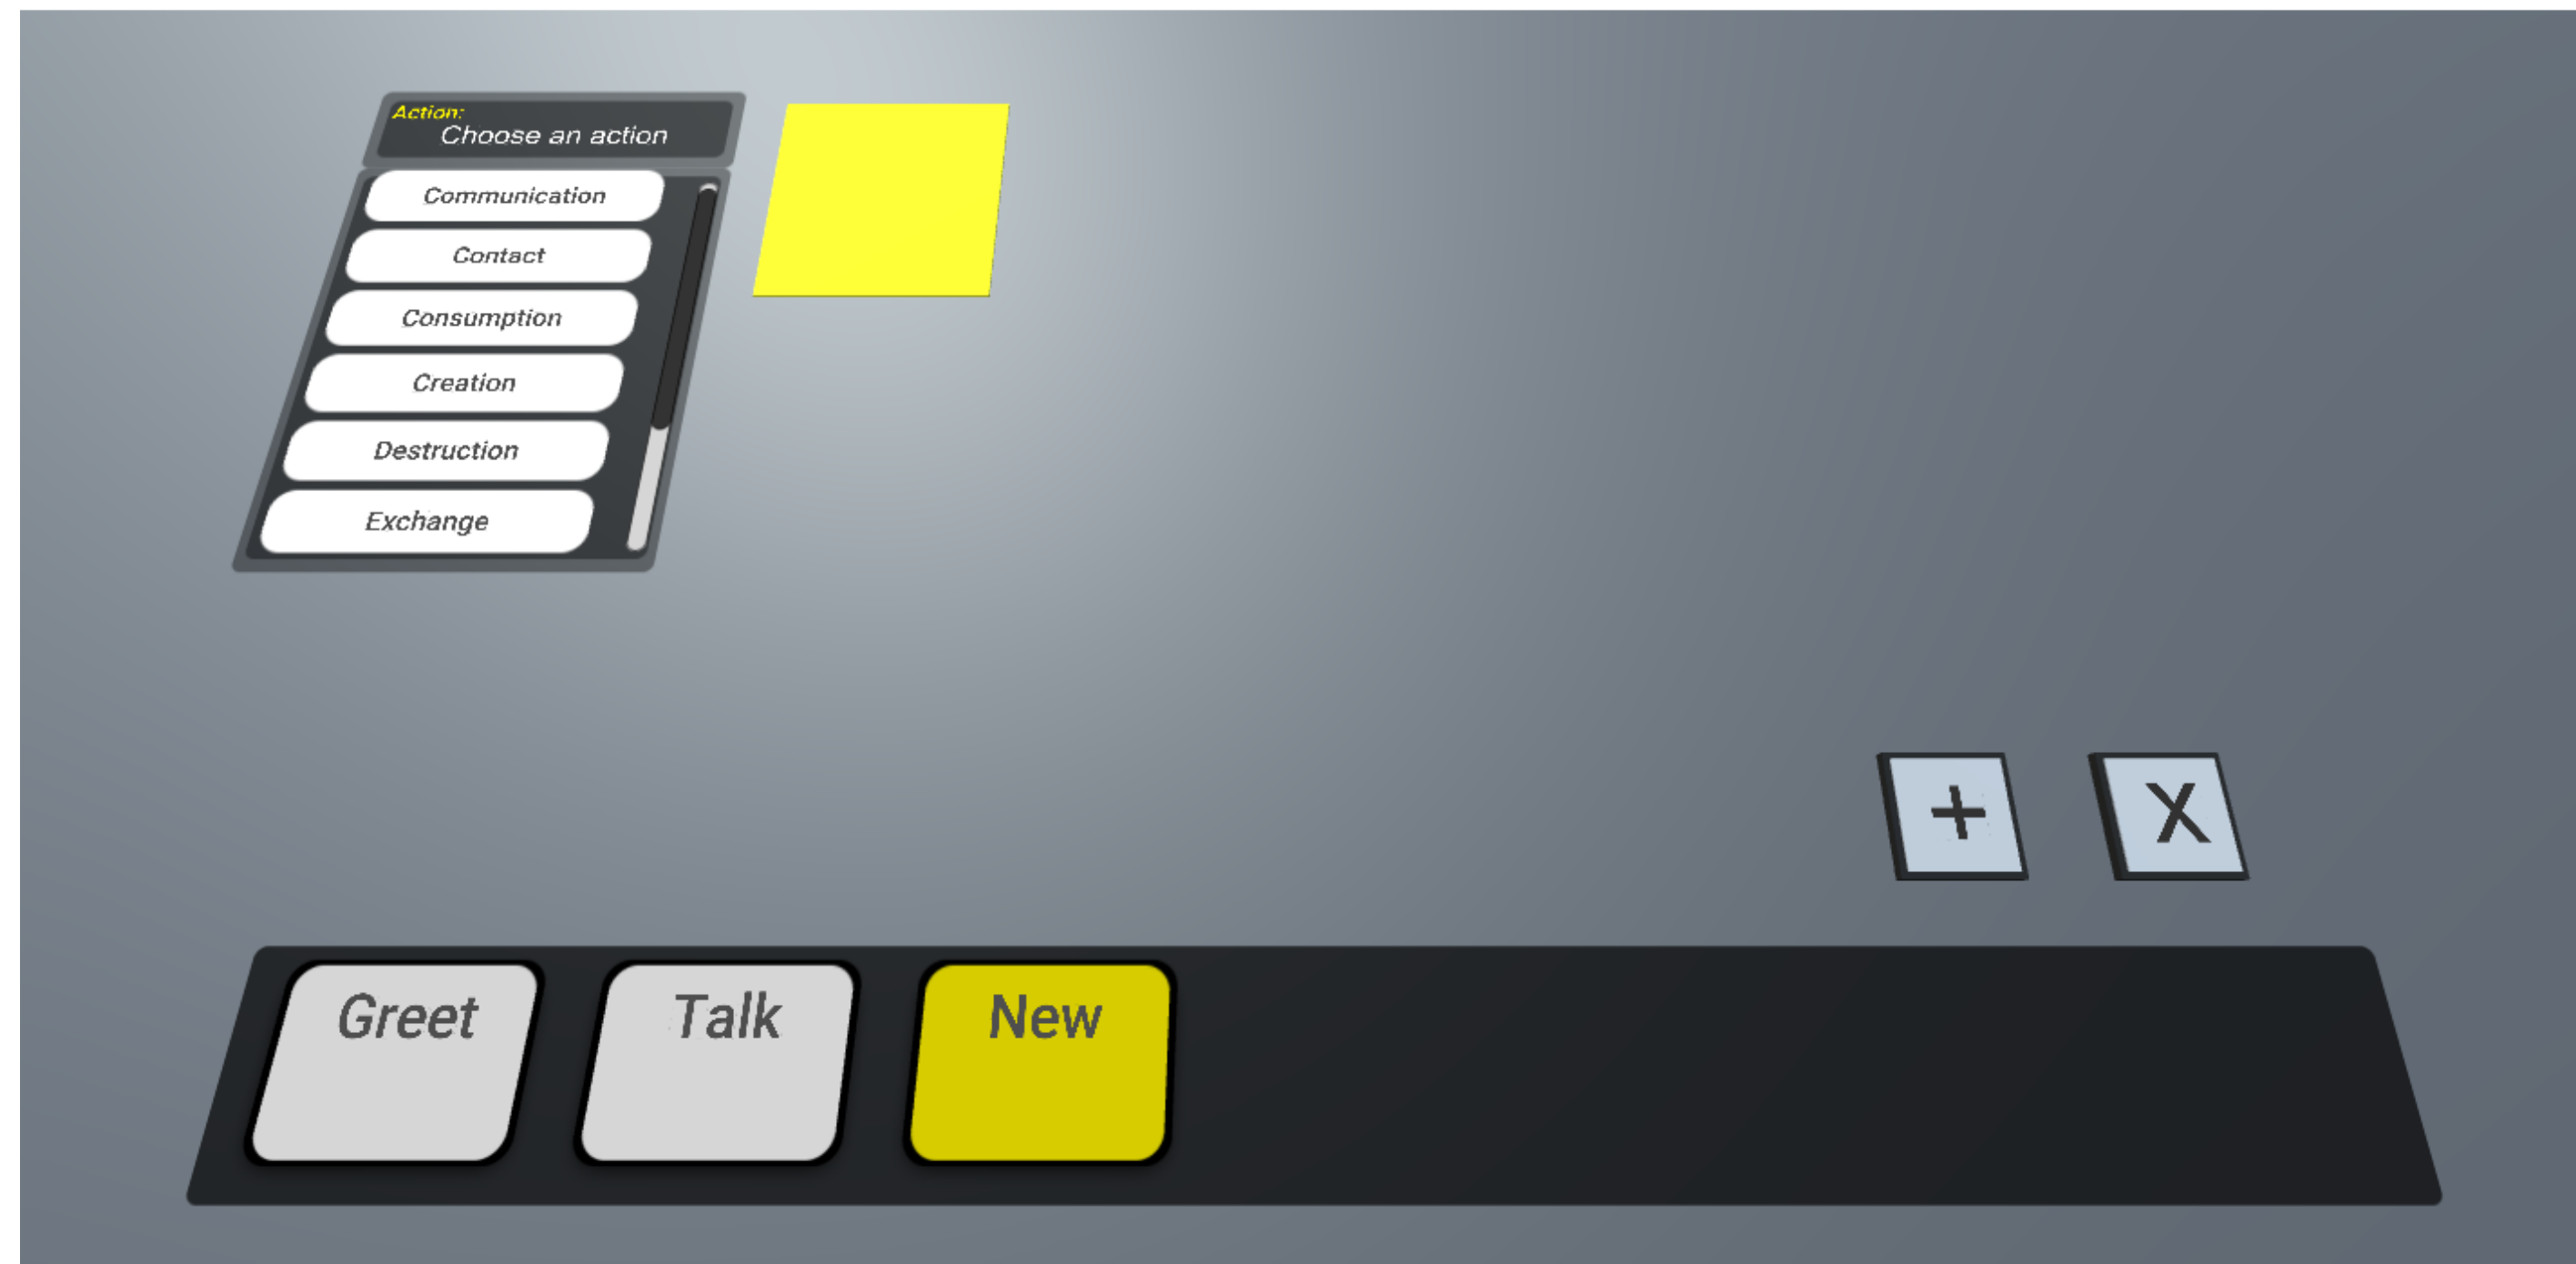 Action:
Choose an action
Communication
Contact
Consumption
Creation
Destruction
Exchange
+
X
Greet
Talk
New